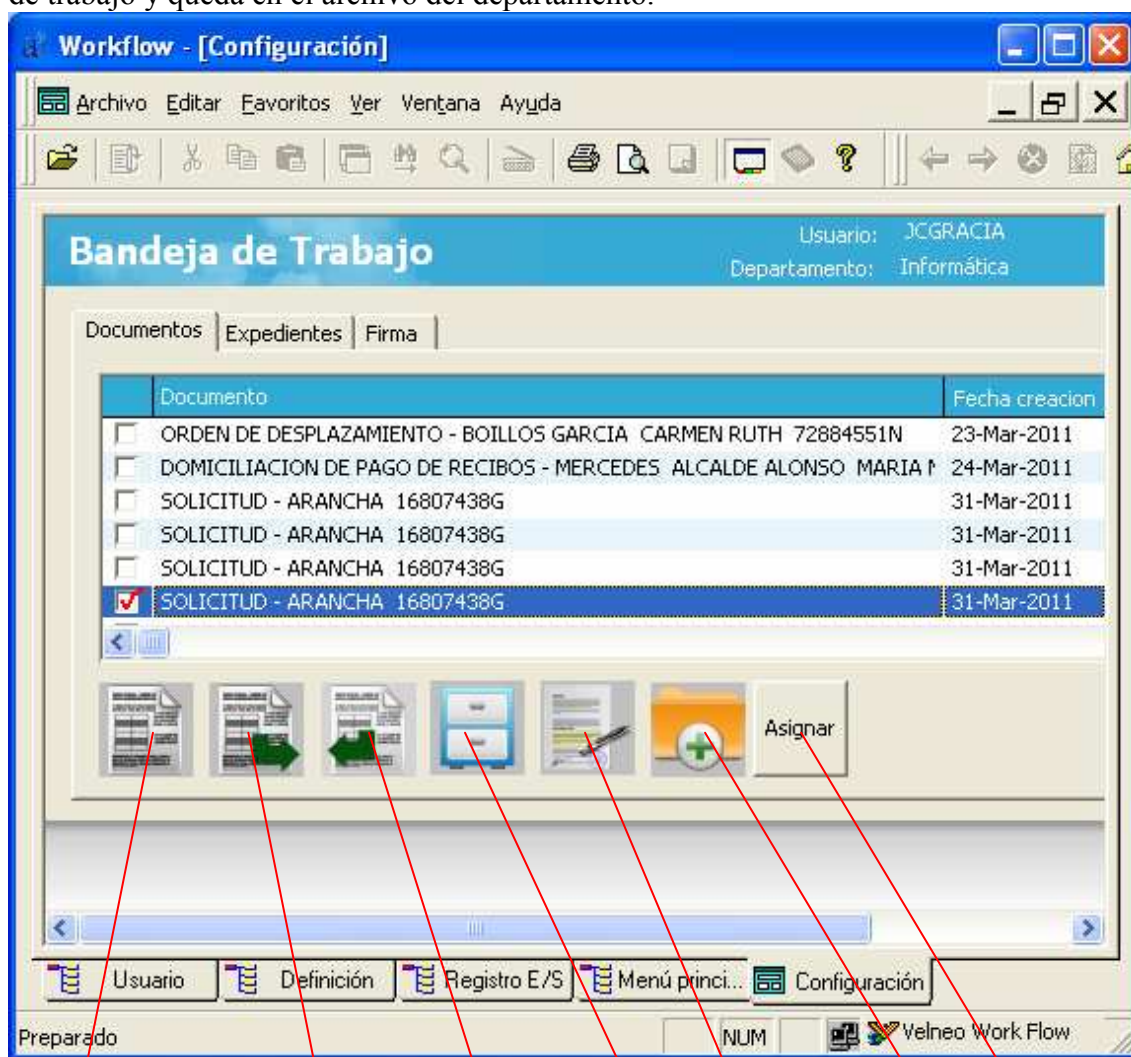 de trabajo y queda en el archivo del departamento.
Workflow - [Configuración]
Archivo Editar Favoritos Ver Ventana Ayuda
Bandeja de Trabajo
Usuario: JCGRACIA
Departamento: Informática
Documentos Expedientes Firma
Documento Fecha creacion
ORDEN DE DESPLAZAMIENTO - BOILLOS GARCIA CARMEN RUTH 72884551N 23-Mar-2011
DOMICILIACION DE PAGO DE RECIBOS - MERCEDES ALCALDE ALONSO MARIA 24-Mar-2011
SOLICITUD - ARANCHA 16807438G 31-Mar-2011
SOLICITUD - ARANCHA 16807438G 31-Mar-2011
SOLICITUD - ARANCHA 16807438G 31-Mar-2011
SOLICITUD - ARANCHA 16807438G 31-Mar-2011
Asignar
Usuario Definición Registro E/S Menú princi... Configuración
Preparado NUM Velneo Work Flow